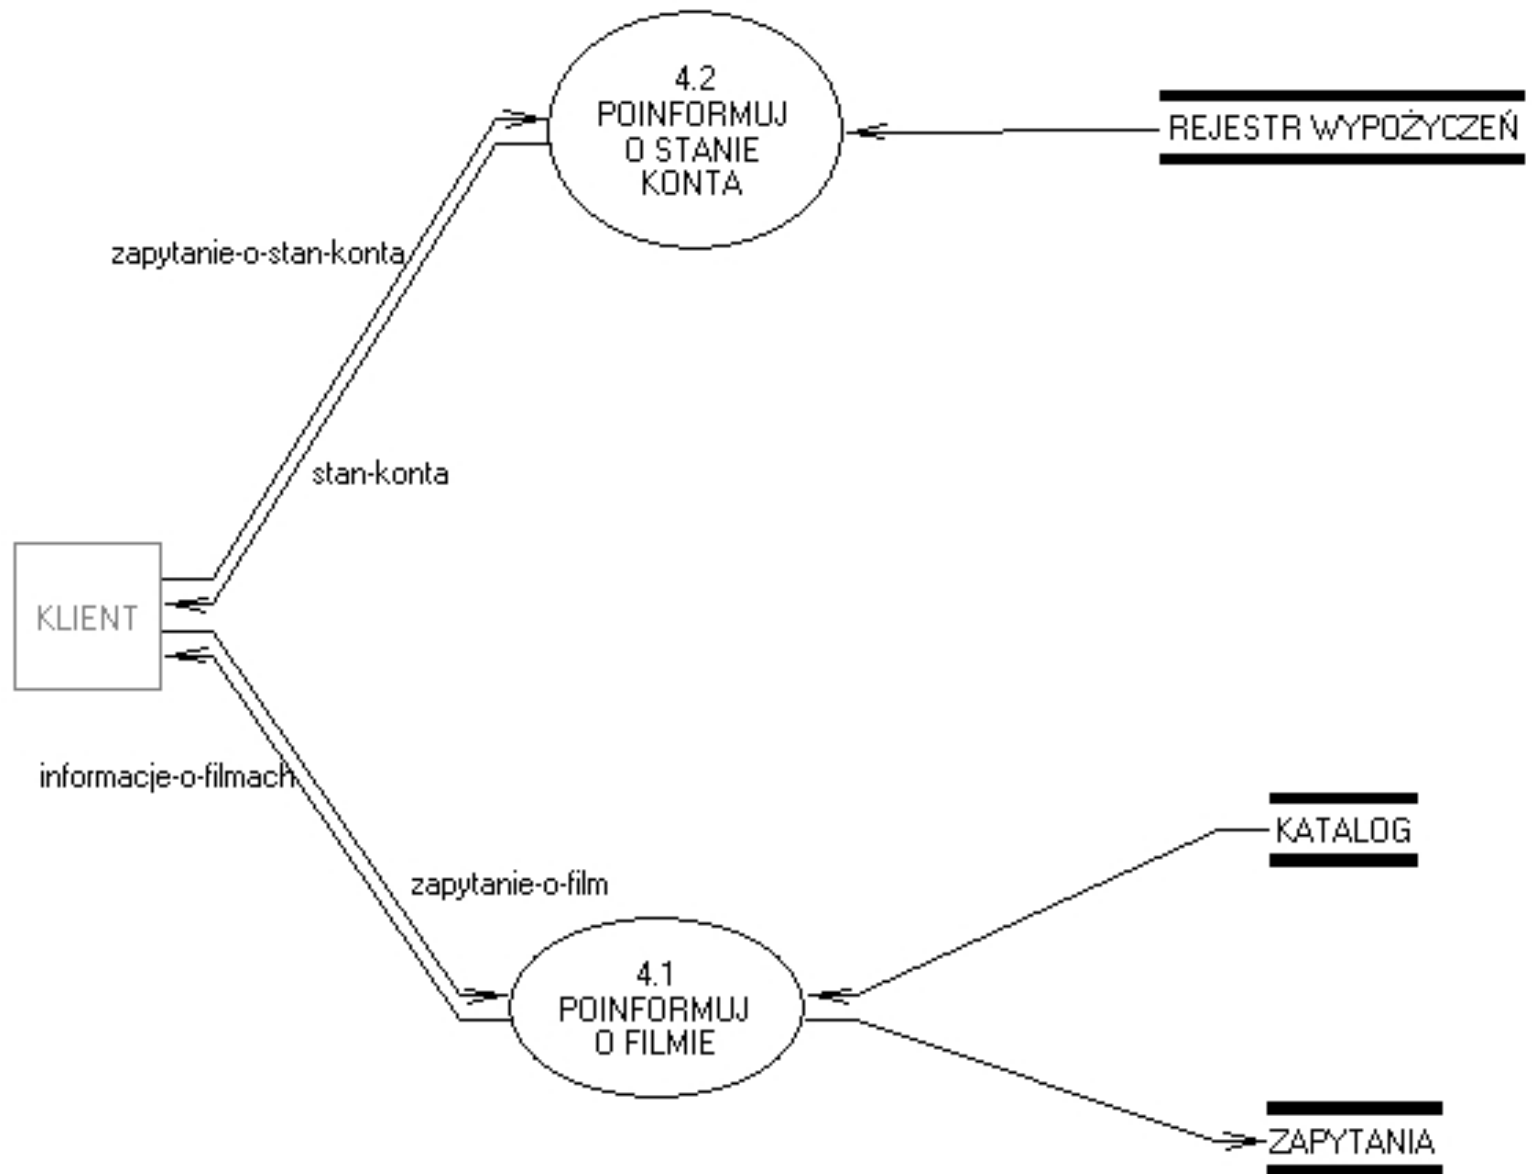 4.2
POINFORMUJ
O STANIE
KONTA
REJESTR WYPOŻYCZEŃ
zapytanie-o-stan-konta
stan-konta
KLIENT
informacje-o-filmach
KATALOG
zapytanie-o-film
4.1
POINFORMUJ
O FILMIE
ZAPYTANIA